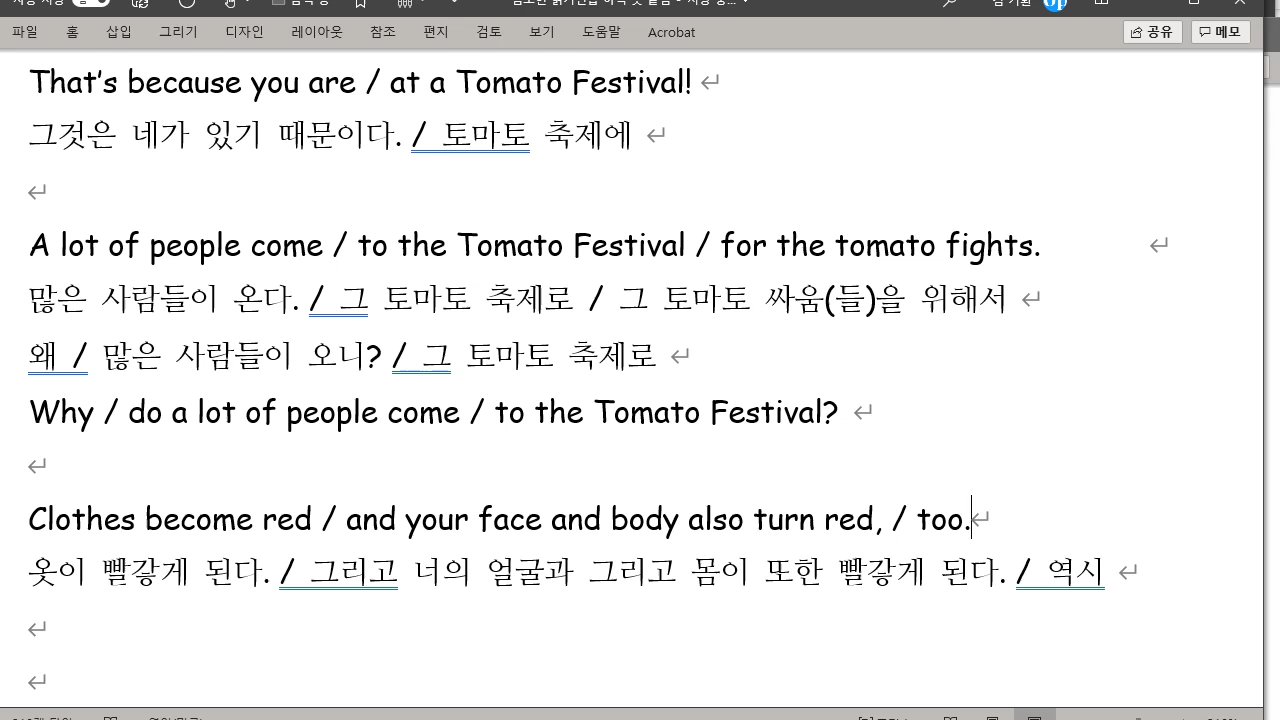 파일 홈 삽입 그리기 디자인 레이아웃 참조 편지 검토 보기 도움말 Acrobat 공유 메모
That's because you are / at a Tomato Festival!
그것은 네가 있기 때문이다. / 토마토 축제에
A lot of people come / to the Tomato Festival / for the tomato fights.
많은 사람들이 온다. / 그 토마토 축제로 / 그 토마토 싸움(들)을 위해서
왜 / 많은 사람들이 오니? / 그 토마토 축제로
Why / do a lot of people come / to the Tomato Festival?
Clothes become red / and your face and body also turn red, / too.
옷이 빨갛게 된다. / 그리고 너의 얼굴과 그리고 몸이 또한 빨갛게 된다. / 역시